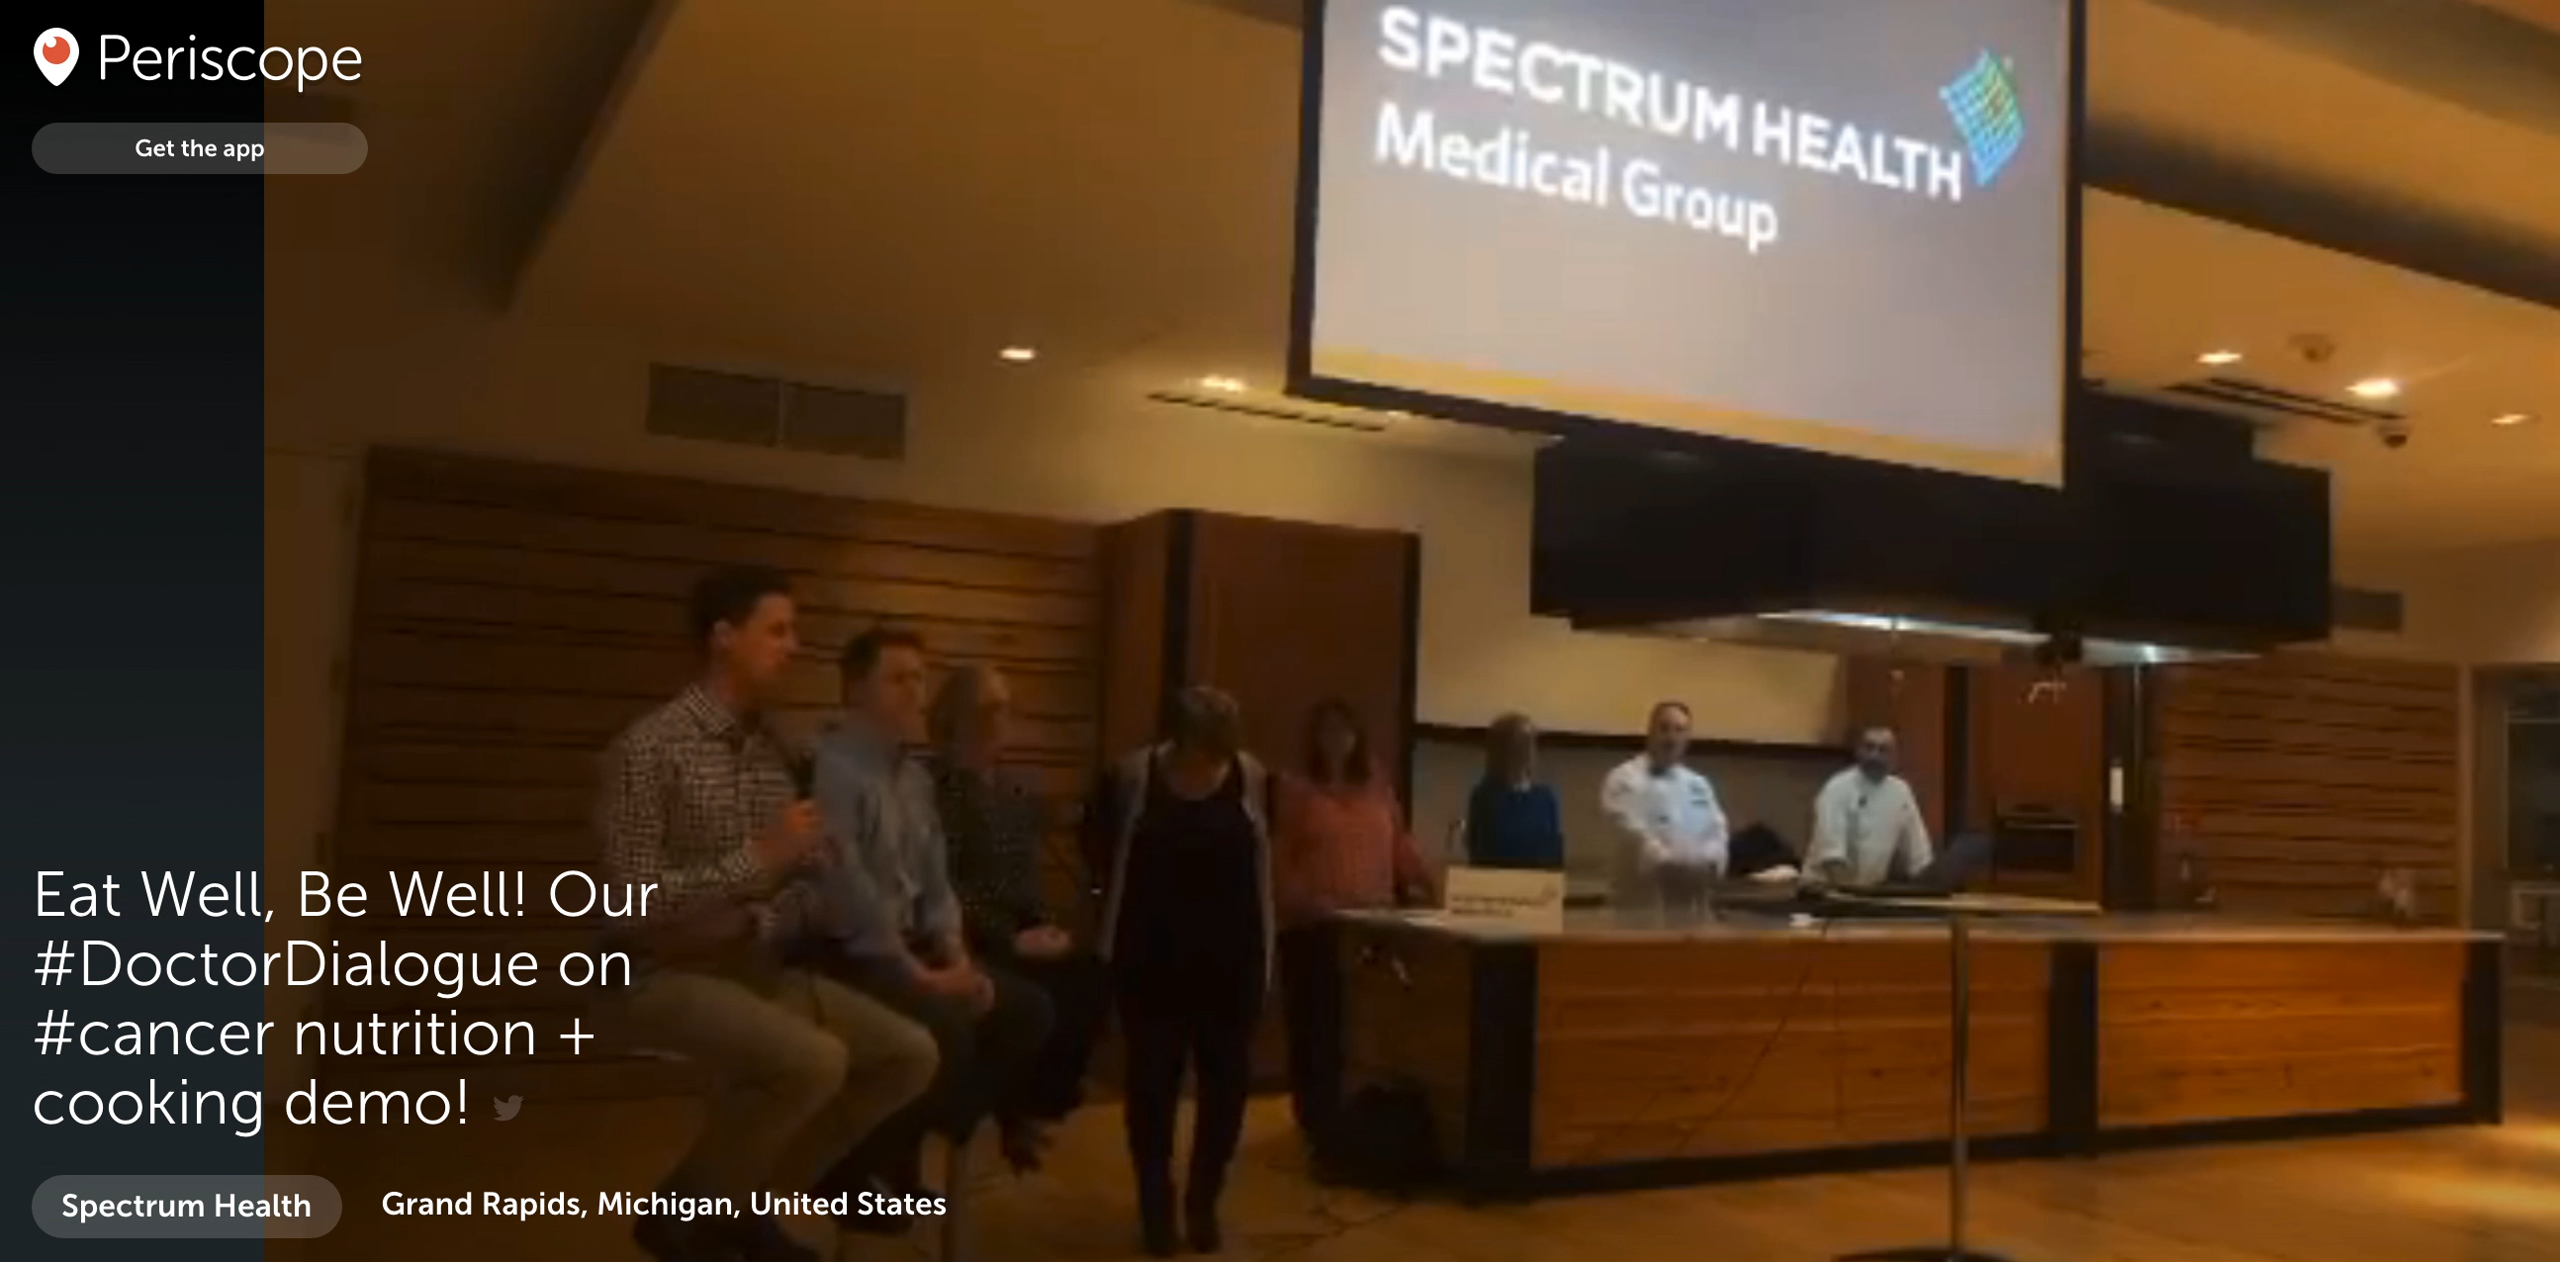 Periscope
Get the app
SPECTRUM HEALTH
Medical Group
Eat Well, Be Well! Our
#DoctorDialogue on
#cancer nutrition +
cooking demo!
Spectrum Health
Grand Rapids, Michigan, United States